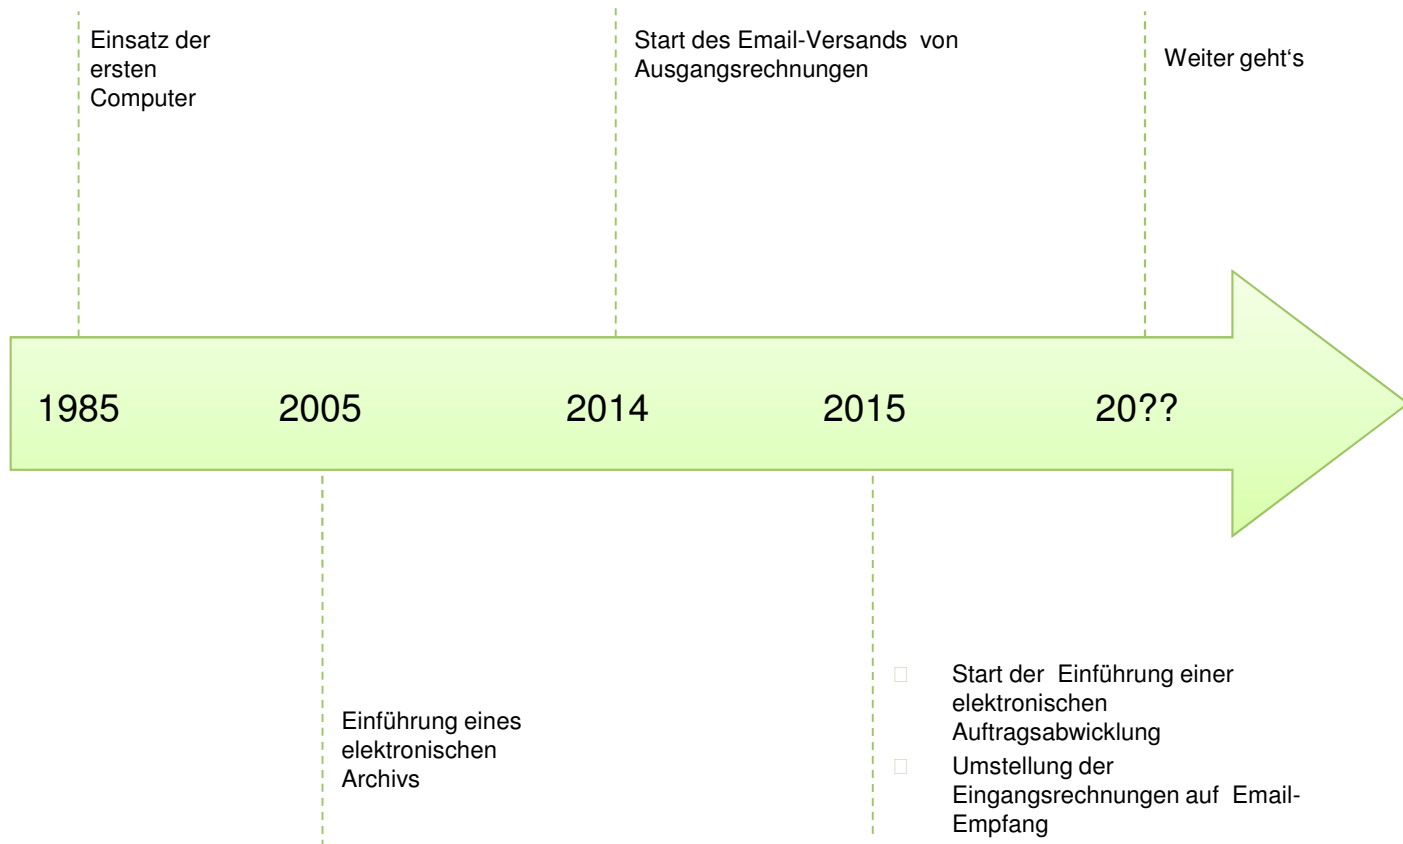 Einsatz der
ersten
Computer
Start des Email-Versands von
Ausgangsrechnungen
Weiter geht‘s
1985
2005
2014
2015
20??
Einführung eines
elektronischen
Archivs
Start der Einführung einer
elektronischen
Auftragsabwicklung
Umstellung der
Eingangsrechnungen auf Email-
Empfang